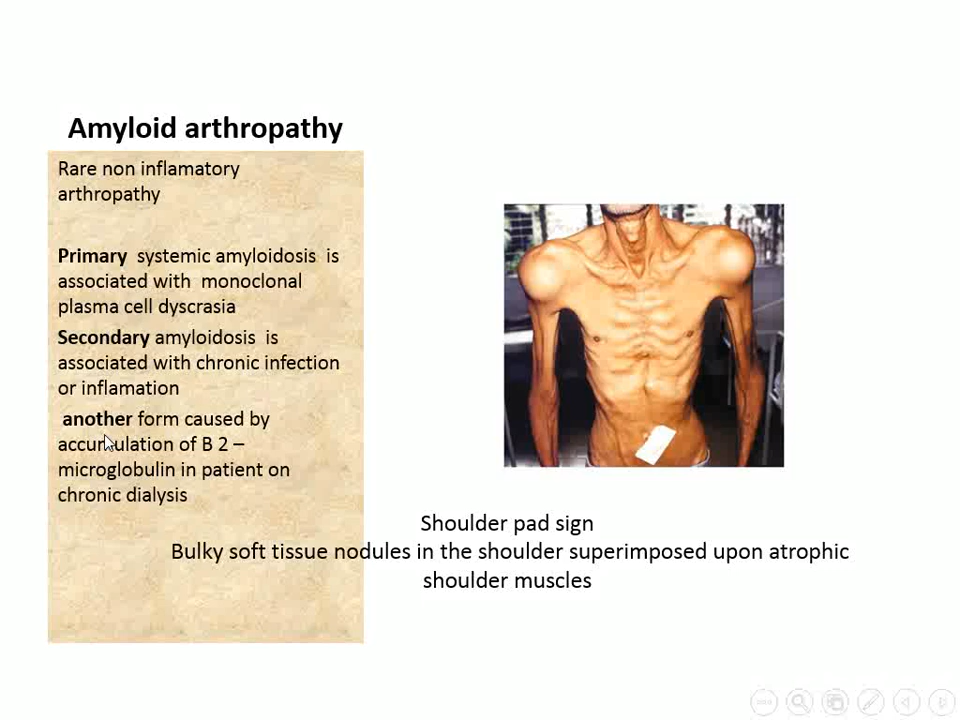 Amyloid arthropathy
Rare non inflamatory
arthropathy
Primary systemic amyloidosis is
associated with monoclonal
plasma cell dyscrasia
Secondary amyloidosis is
associated with chronic infection
or inflamation
another form caused by
accumulation of B 2 –
microglobulin in patient on
chronic dialysis
Shoulder pad sign
Bulky soft tissue nodules in the shoulder superimposed upon atrophic
shoulder muscles